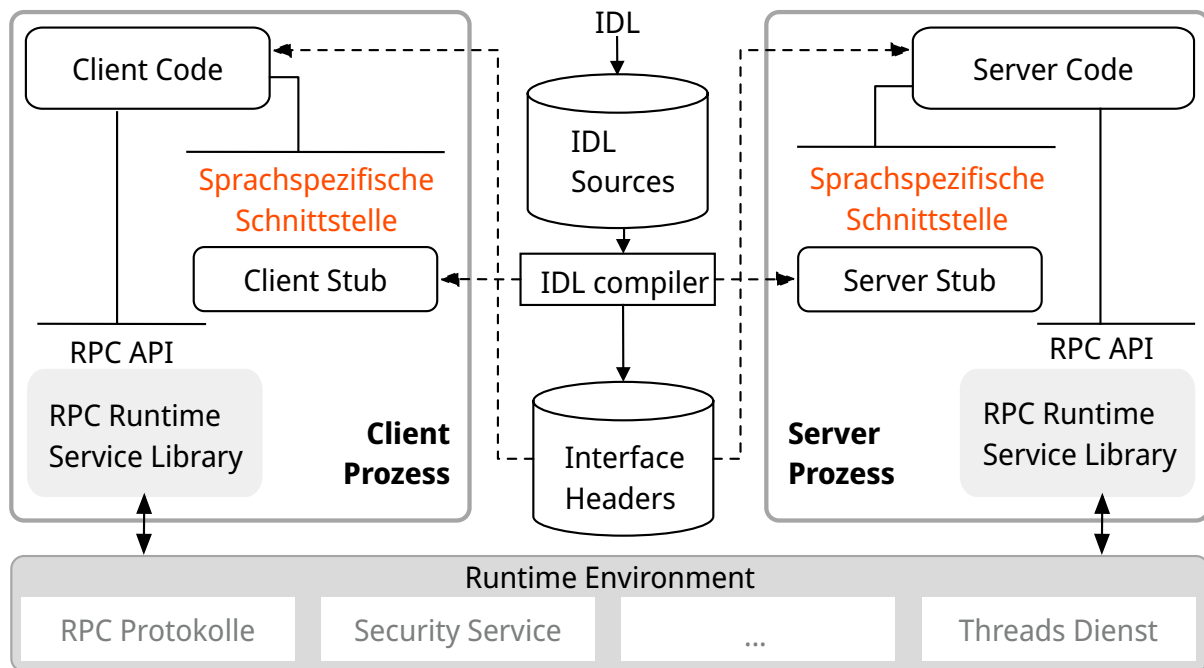 IDL
Client Code
Server Code
IDL
Sources
Sprachspezifische
Schnittstelle
Sprachspezifische
Schnittstelle
Client Stub
IDL compiler
Server Stub
RPC API
RPC API
RPC Runtime
Service Library
Client
Prozess
Interface
Headers
Server
Prozess
RPC Runtime
Service Library
Runtime Environment
RPC Protokolle
Security Service
...
Threads Dienst